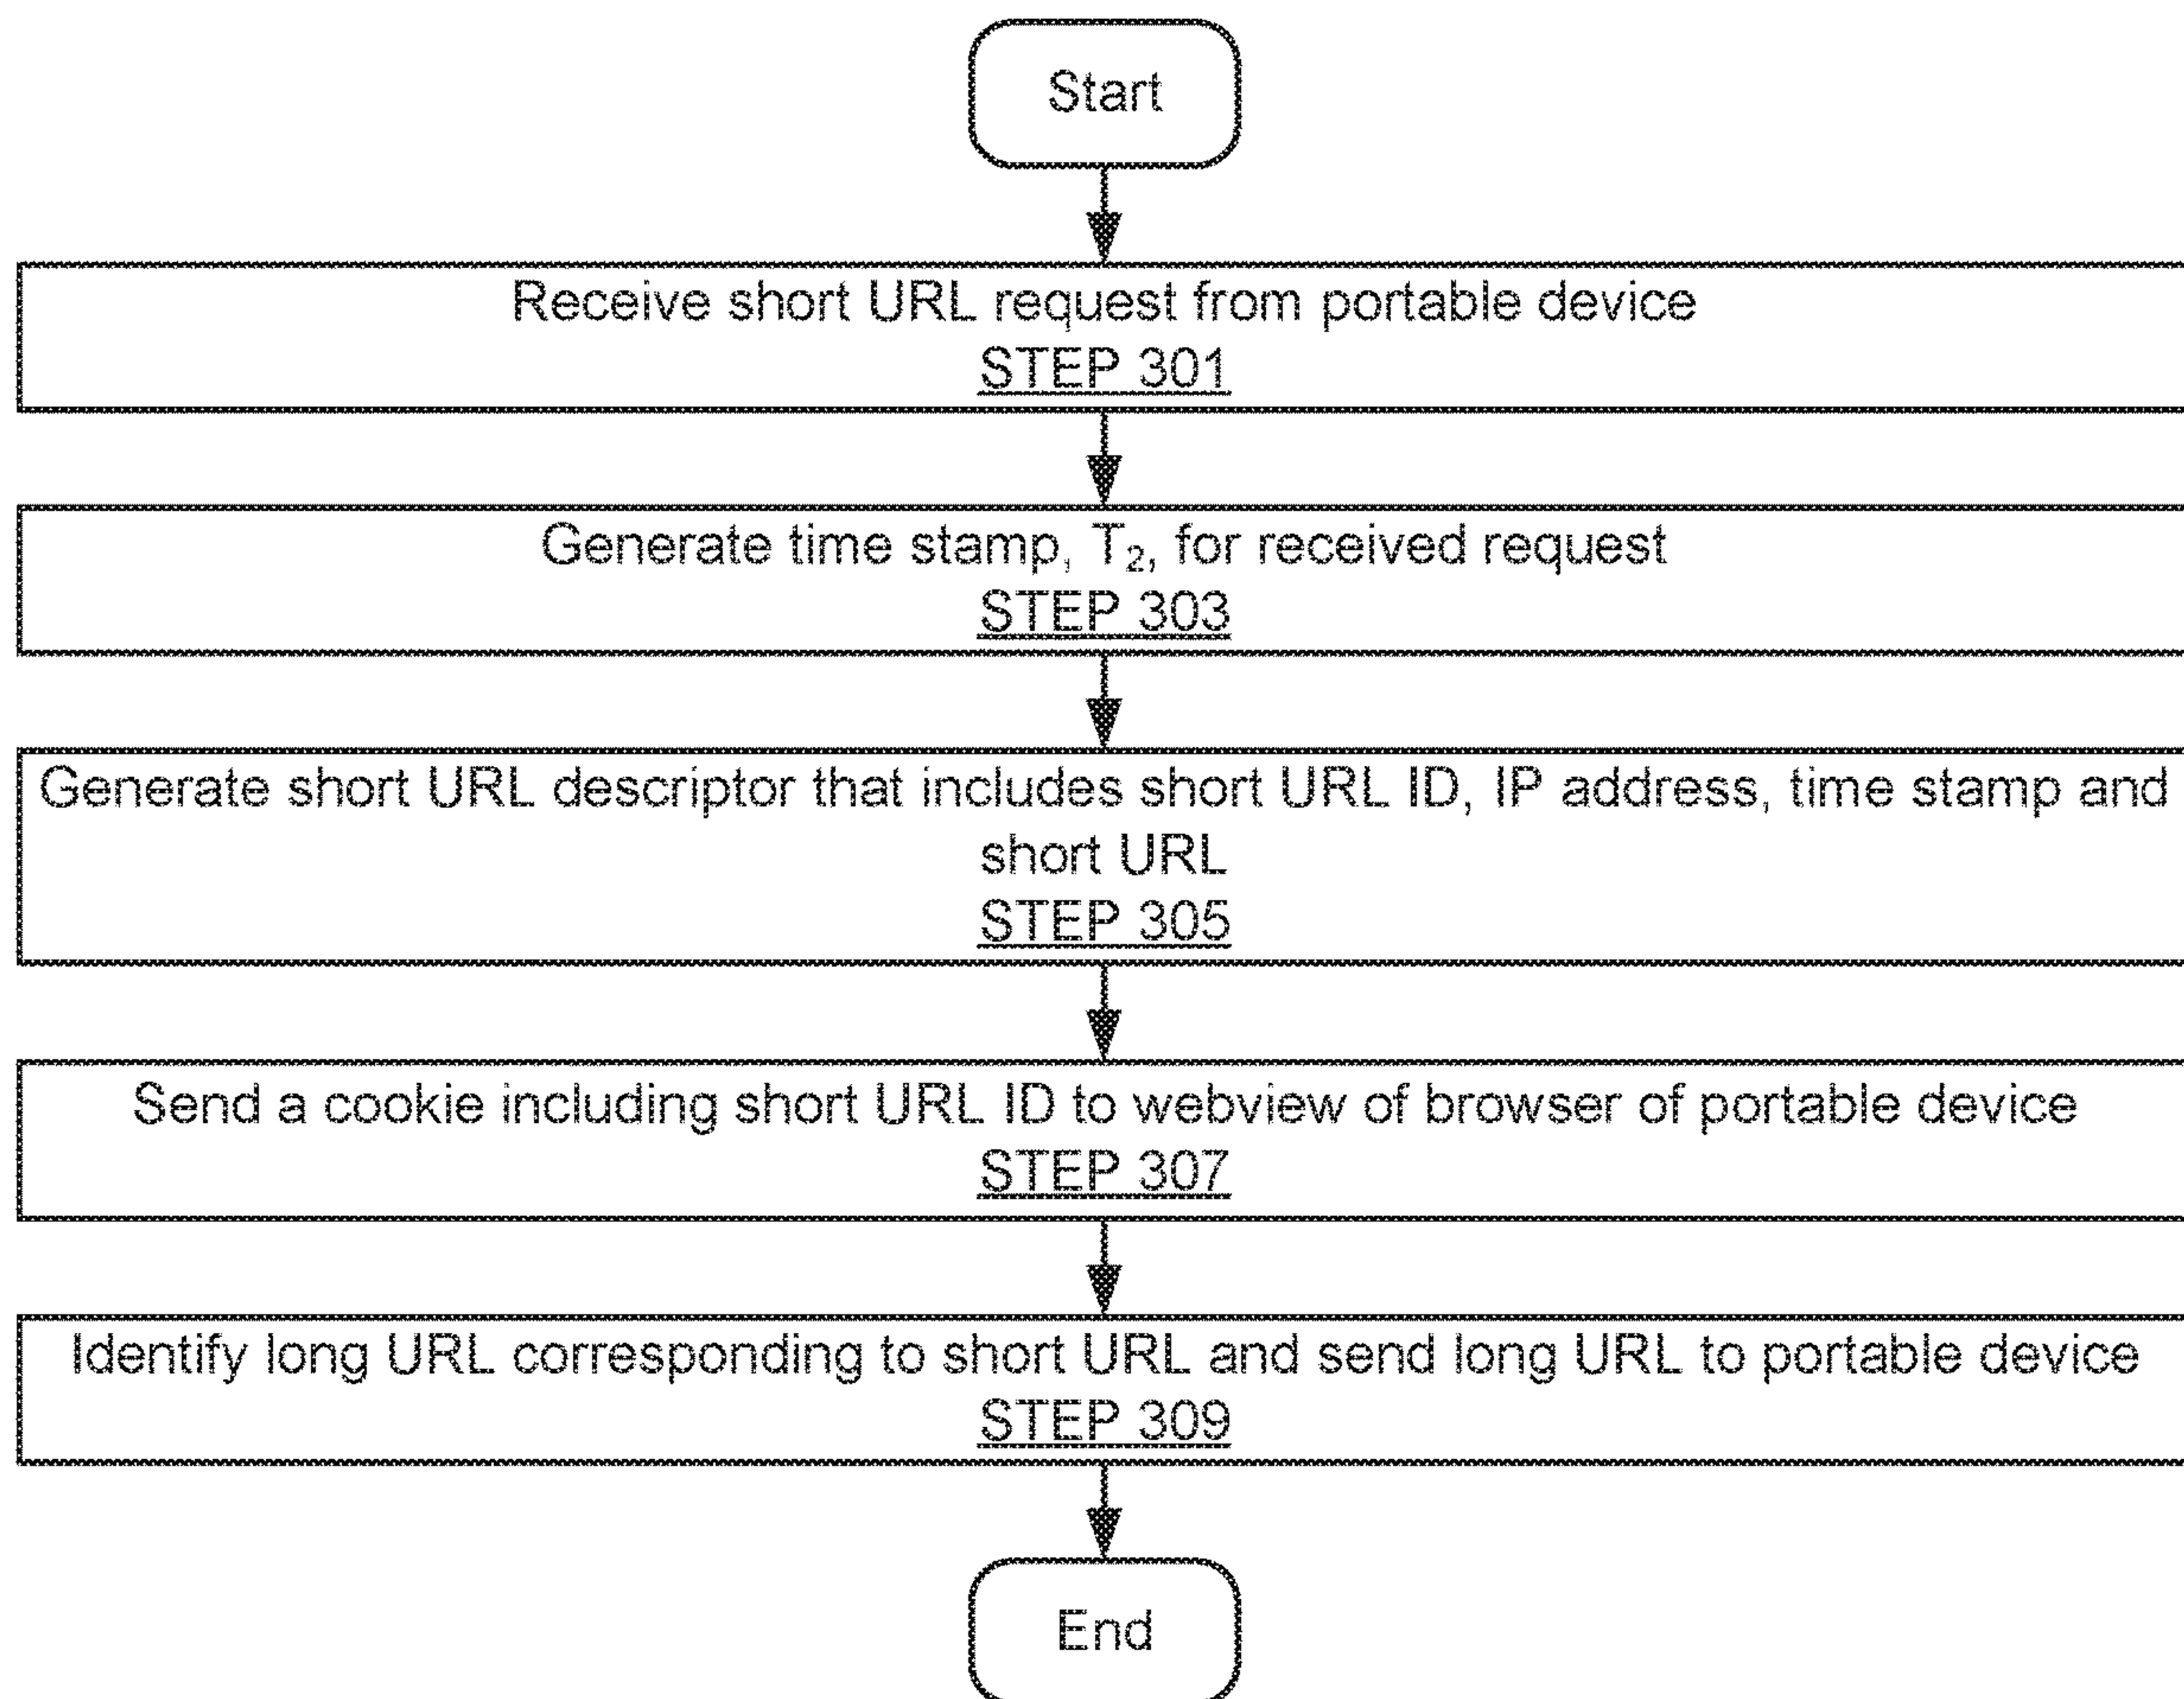 Start
Receive short URL request from portable device
STEP 301
Generate time stamp, T₂, for received request
STEP 303
Generate short URL descriptor that includes short URL ID, IP address, time stamp and
short URL
STEP 305
Send a cookie including short URL ID to webview of browser of portable device
STEP 307
Identify long URL corresponding to short URL and send long URL to portable device
STEP 309
End